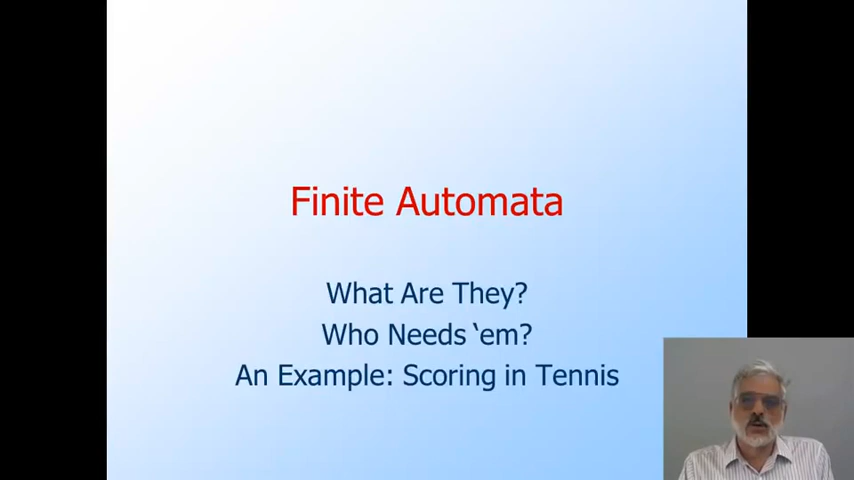 Finite Automata
What Are They?
Who Needs ‘em?
An Example: Scoring in Tennis